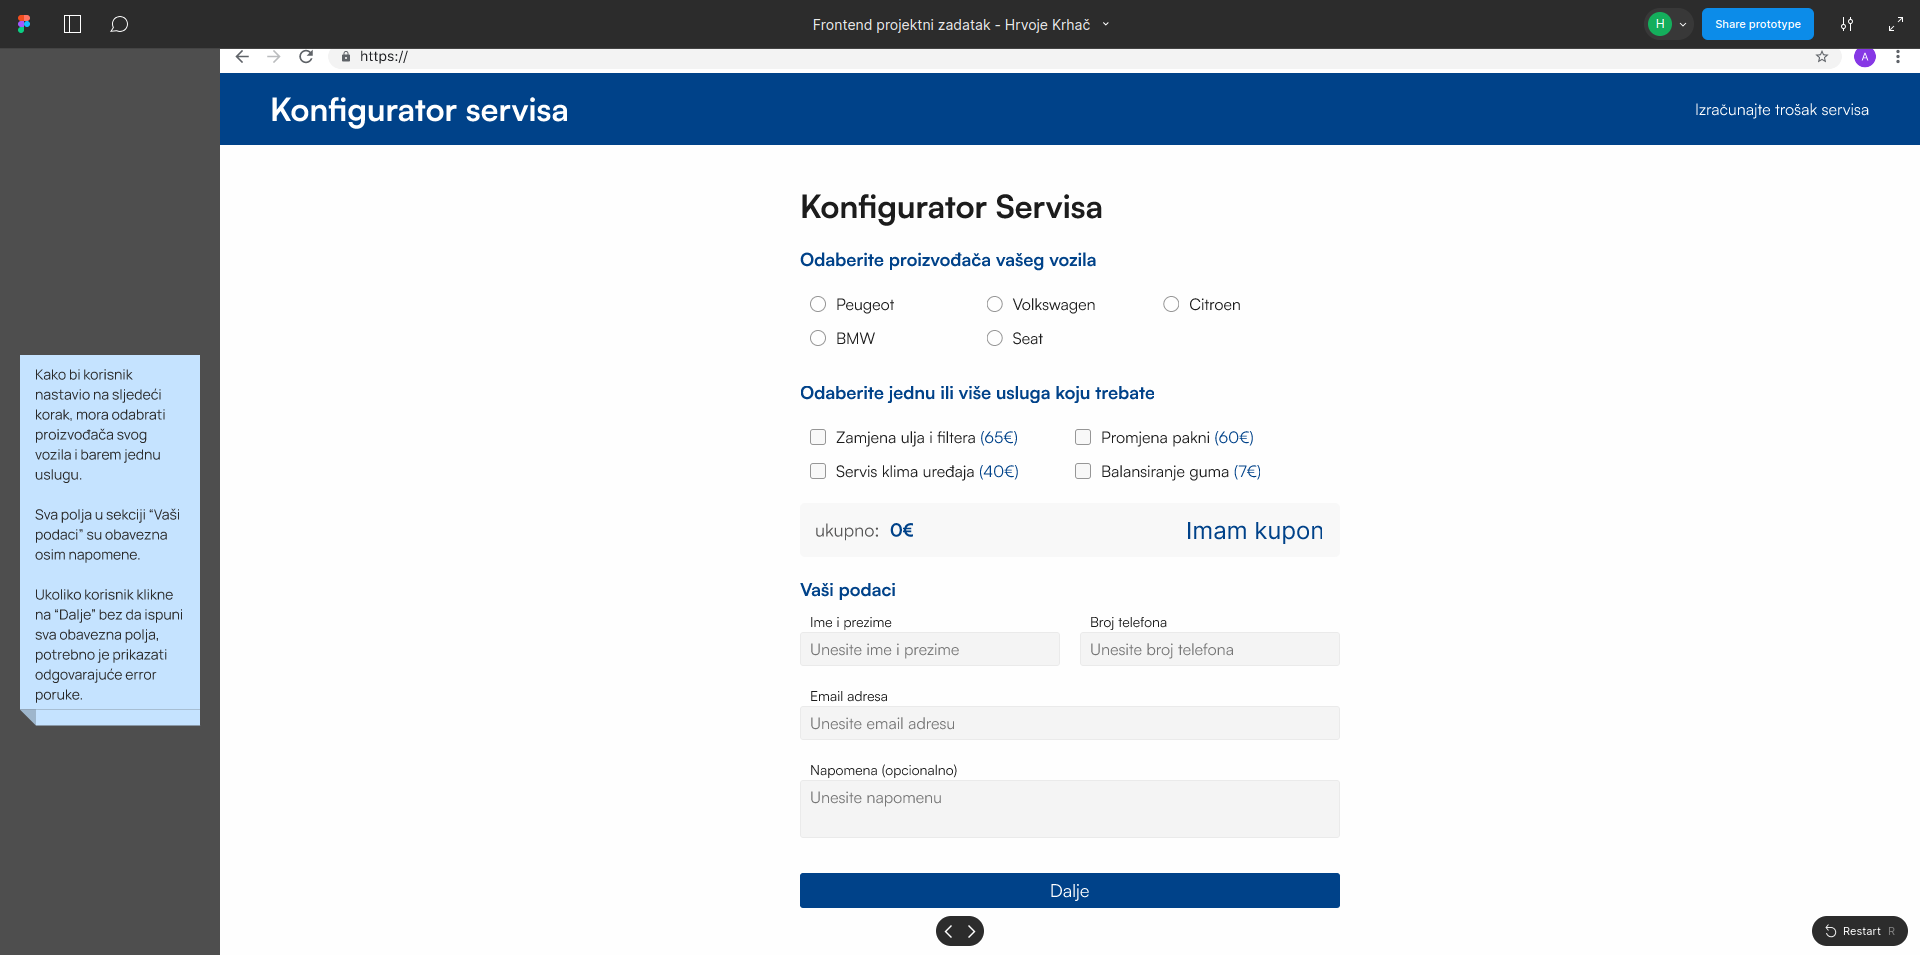 Frontend projektni zadatak - Hrvoje Krhač
H
Share prototype
https://
A
Konfigurator servisa
Izračunajte trošak servisa
Konfigurator Servisa
Odaberite proizvođača vašeg vozila
Peugeot
Volkswagen
Citroen
BMW
Seat
Odaberite jednu ili više usluga koju trebate
Zamjena ulja i filtera (65€)
Promjena pakni (60€)
Servis klima uređaja (40€)
Balansiranje guma (7€)
ukupno: 0€
Imam kupon
Vaši podaci
Ime i prezime
Broj telefona
Unesite ime i prezime
Unesite broj telefona
Email adresa
Unesite email adresu
Napomena (opcionalno)
Unesite napomenu
Dalje
Kako bi korisnik
nastavio na sljedeći
korak, mora odabrati
proizvođača svog
vozila i barem jednu
uslugu.
Sva polja u sekciji “Vaši
podaci” su obavezna
osim napomene.
Ukoliko korisnik klikne
na “Dalje” bez da ispuni
sva obavezna polja,
potrebno je prikazati
odgovarajuće error
poruke.
Restart R